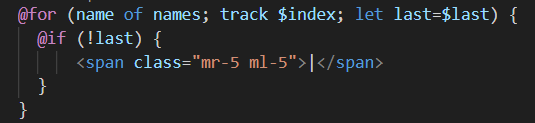 @for (name of names; track $index; let last=$last) {
@if (!last) {
<span class="mr-5 ml-5">|</span>
}
}